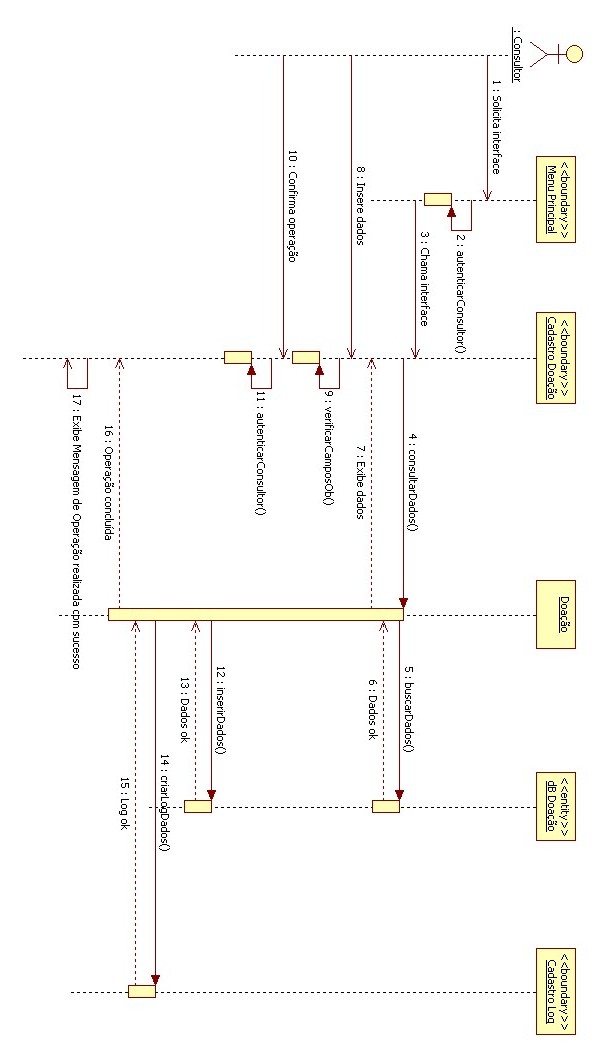 : Consultor
<<boundary>>
Menu Principal
<<boundary>>
Cadastro Doação
Doação
<<entity>>
dB Doação
<<boundary>>
Cadastro Log
1 : Solicita interface
2 : autenticarConsultor()
3 : Chama interface
4 : consultarDados()
5 : buscarDados()
6 : Dados ok
7 : Exibe dados
8 : Insere dados
9 : verificarCamposOb()
10 : Confirma operação
11 : autenticarConsultor()
12 : inserirDados()
13 : Dados ok
14 : criarLogDados()
15 : Log ok
16 : Operação concluída
17 : Exibe Mensagem de Operação realizada cpm sucesso